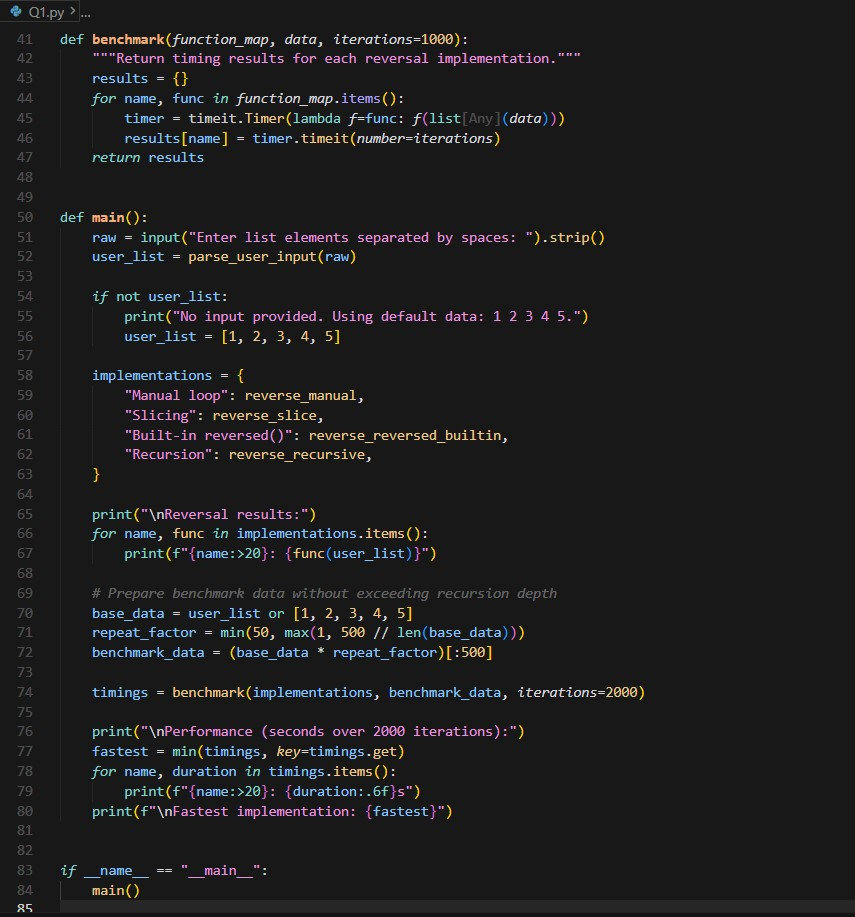 Q1.py > ...
41 def benchmark(function_map, data, iterations=1000):
42     """Return timing results for each reversal implementation."""
43     results = {}
44     for name, func in function_map.items():
45         timer = timeit.Timer(lambda f=func: f(list[Any](data)))
46         results[name] = timer.timeit(number=iterations)
47     return results
48
49
50 def main():
51     raw = input("Enter list elements separated by spaces: ").strip()
52     user_list = parse_user_input(raw)
53
54     if not user_list:
55         print("No input provided. Using default data: 1 2 3 4 5.")
56         user_list = [1, 2, 3, 4, 5]
57
58     implementations = {
59         "Manual loop": reverse_manual,
60         "Slicing": reverse_slice,
61         "Built-in reversed()": reverse_reversed_builtin,
62         "Recursion": reverse_recursive,
63     }
64
65     print("\nReversal results:")
66     for name, func in implementations.items():
67         print(f"{name:>20}: {func(user_list)}")
68
69     # Prepare benchmark data without exceeding recursion depth
70     base_data = user_list or [1, 2, 3, 4, 5]
71     repeat_factor = min(50, max(1, 500 // len(base_data)))
72     benchmark_data = (base_data * repeat_factor)[:500]
73
74     timings = benchmark(implementations, benchmark_data, iterations=2000)
75
76     print("\nPerformance (seconds over 2000 iterations):")
77     fastest = min(timings, key=timings.get)
78     for name, duration in timings.items():
79         print(f"{name:>20}: {duration:.6f}s")
80     print(f"\nFastest implementation: {fastest}")
81
82
83 if __name__ == "__main__":
84     main()
85